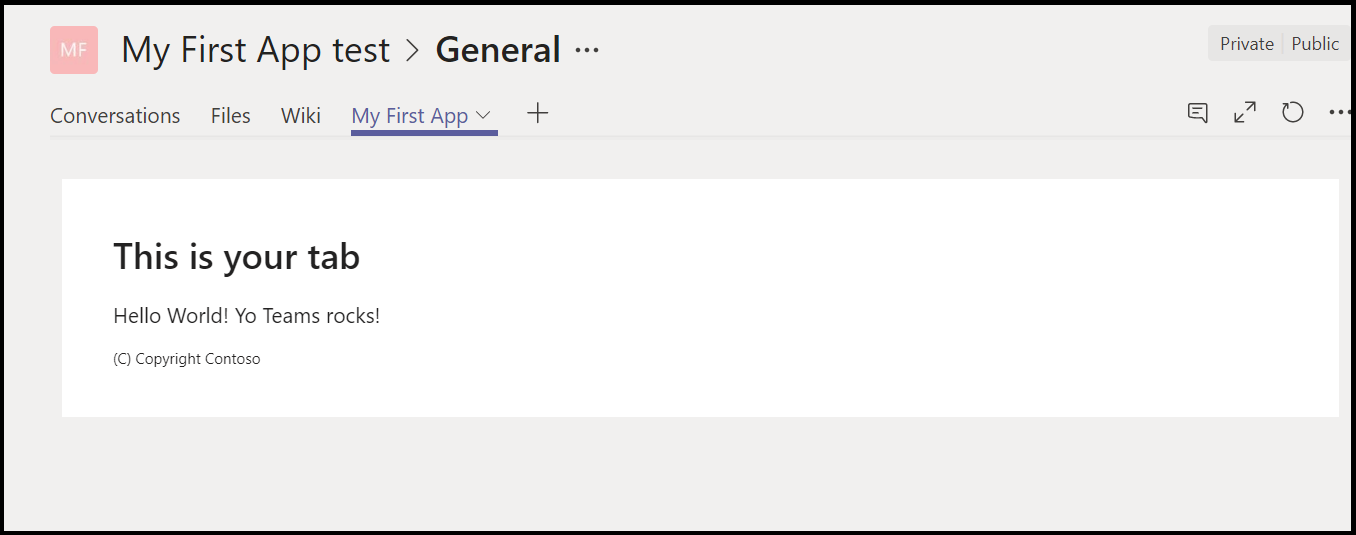 MF My First App test > General ...
Private Public
Conversations Files Wiki My First App
This is your tab
Hello World! Yo Teams rocks!
(C) Copyright Contoso